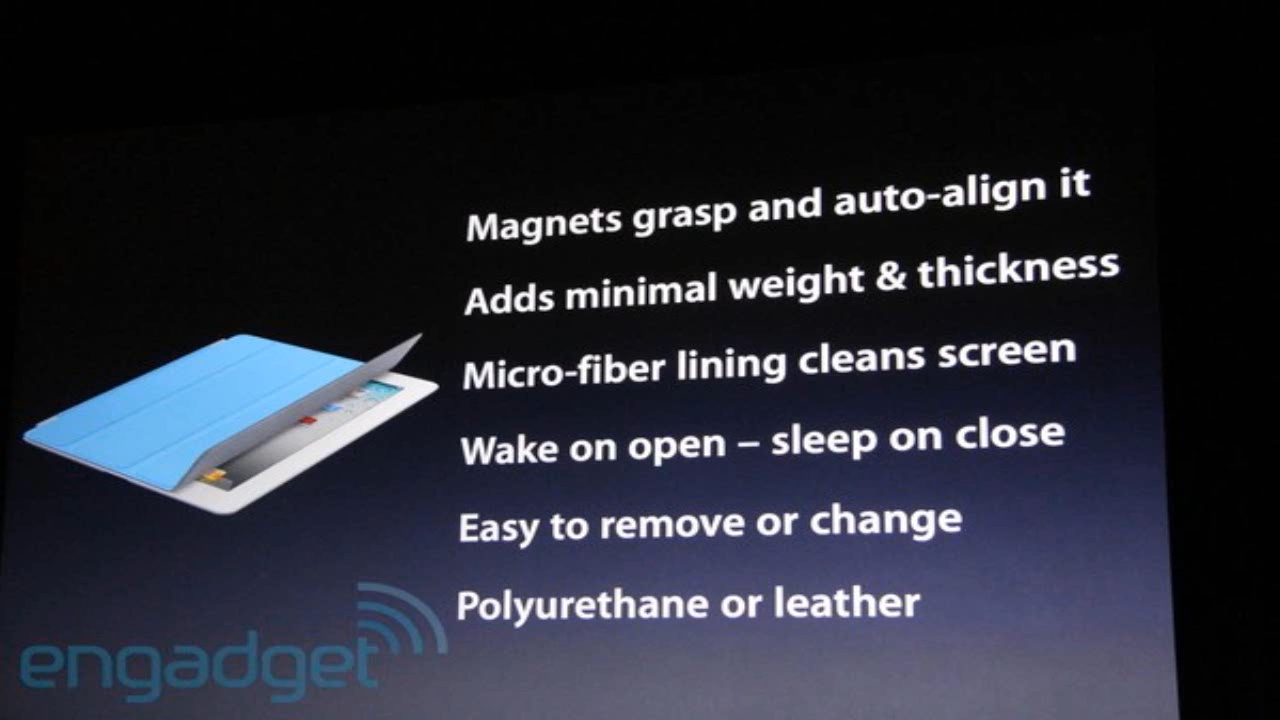 Magnets grasp and auto-align it
Adds minimal weight & thickness
Micro-fiber lining cleans screen
Wake on open – sleep on close
Easy to remove or change
Polyurethane or leather
engadget